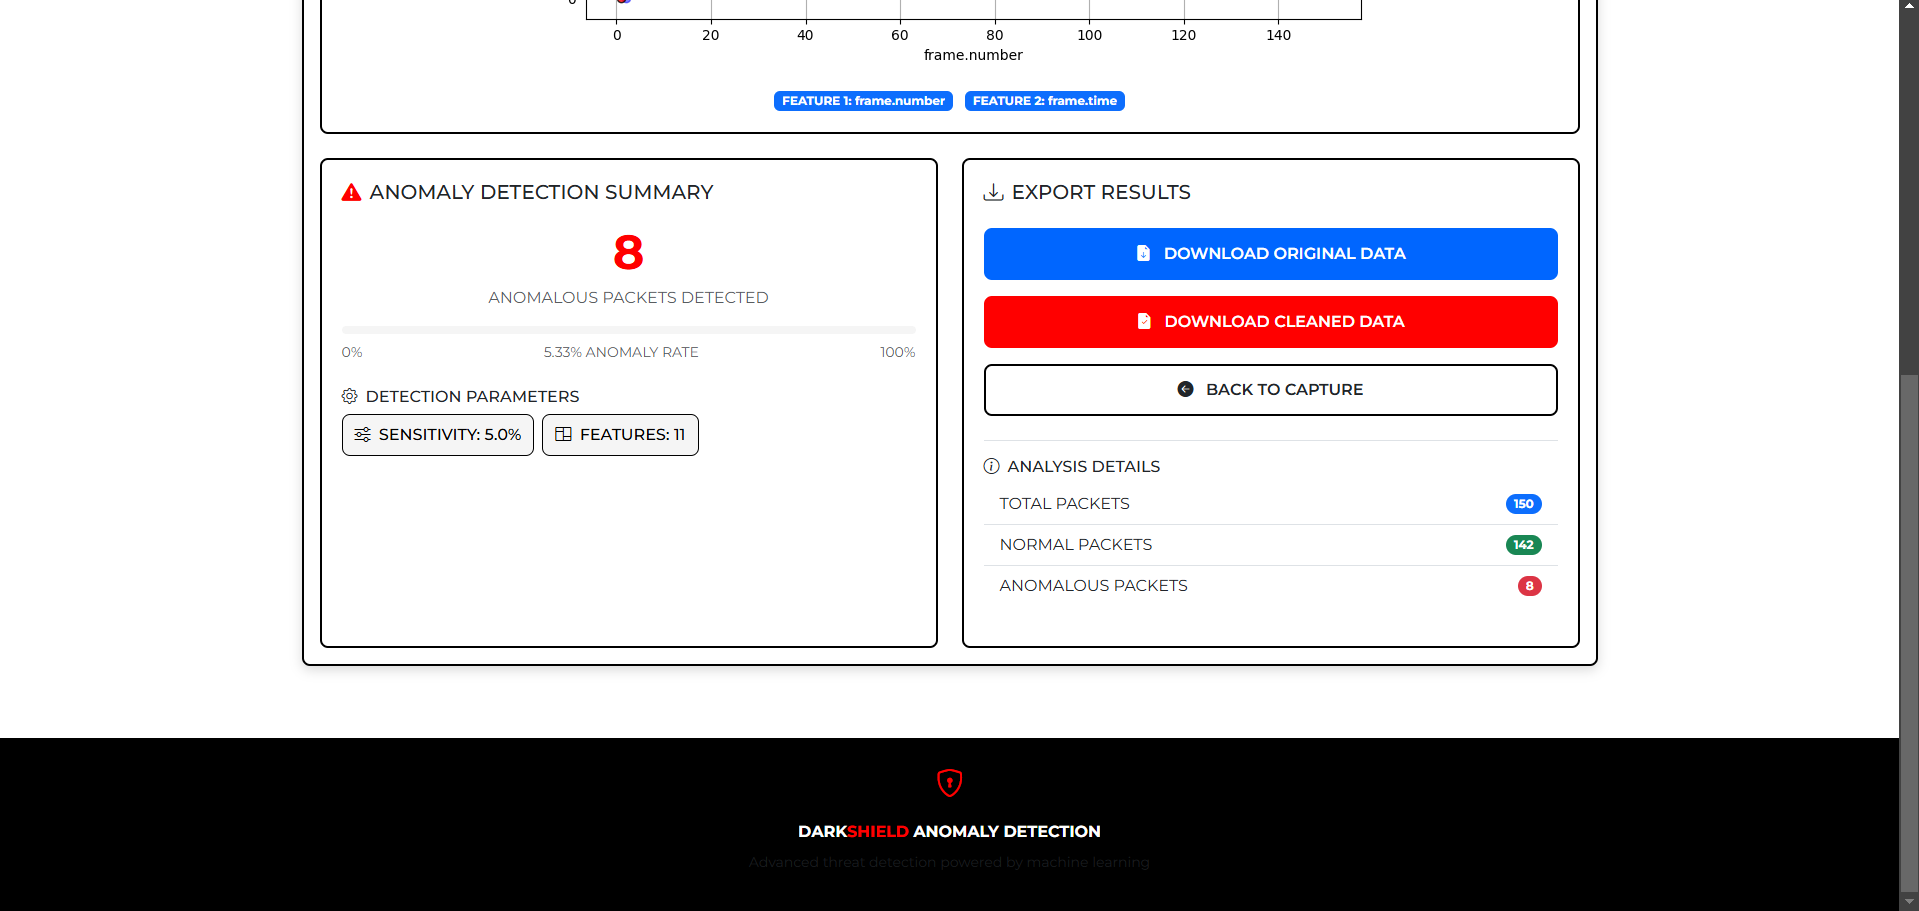 0
0 20 40 60 80 100 120 140
frame.number
FEATURE 1: frame.number FEATURE 2: frame.time
ANOMALY DETECTION SUMMARY
8
ANOMALOUS PACKETS DETECTED
0% 5.33% ANOMALY RATE 100%
DETECTION PARAMETERS
SENSITIVITY: 5.0% FEATURES: 11
EXPORT RESULTS
DOWNLOAD ORIGINAL DATA
DOWNLOAD CLEANED DATA
BACK TO CAPTURE
ANALYSIS DETAILS
TOTAL PACKETS 150
NORMAL PACKETS 142
ANOMALOUS PACKETS 8
DARKSHIELD ANOMALY DETECTION
Advanced threat detection powered by machine learning